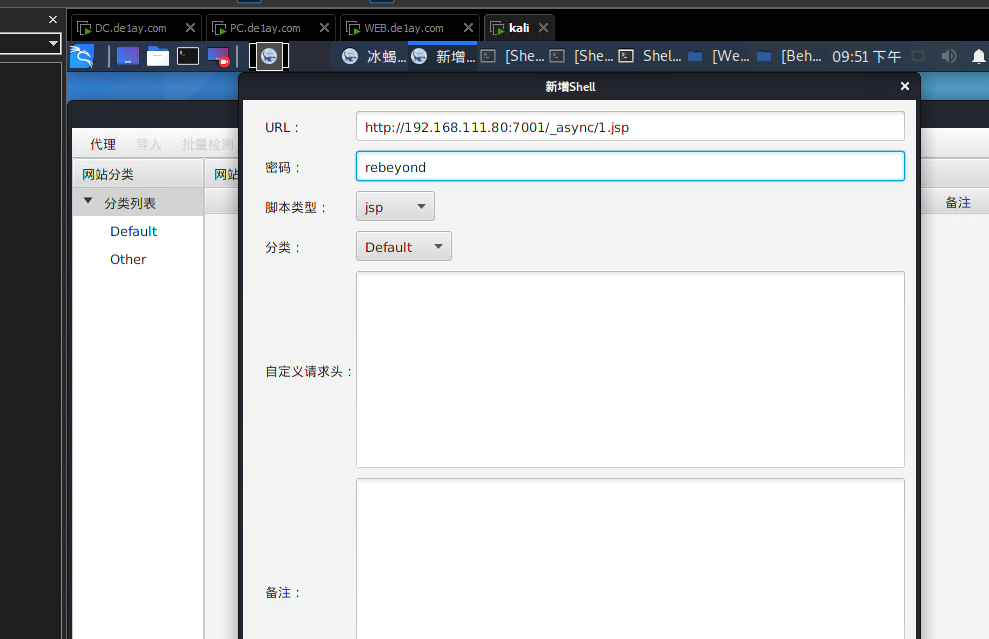 DC.de1ay.com
PC.de1ay.com
WEB.de1ay.com
kali
冰蝎...
新增...
[She...
[She...
Shel...
[We...
[Beh...
09:51 下午
新增Shell
代理
导入
批量检测
网站分类
网站
分类列表
Default
Other
备注
URL：
http://192.168.111.80:7001/_async/1.jsp
密码：
rebeyond
脚本类型：
jsp
分类：
Default
自定义请求头：
备注：